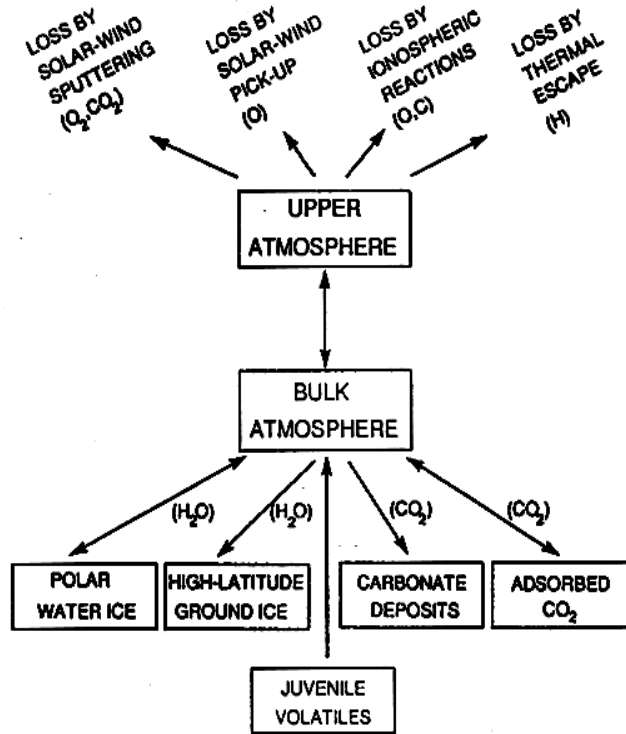 LOSS BY
SOLAR-WIND
SPUTTERING
(O₂,CO₂)
LOSS BY
SOLAR-WIND
PICK-UP
(O)
LOSS BY
IONOSPHERIC
REACTIONS
(O,C)
LOSS BY
THERMAL
ESCAPE
(H)
UPPER
ATMOSPHERE
BULK
ATMOSPHERE
(H₂O)
(H₂O)
(CO₂)
(CO₂)
POLAR
WATER ICE
HIGH-LATITUDE
GROUND ICE
CARBONATE
DEPOSITS
ADSORBED
CO₂
JUVENILE
VOLATILES